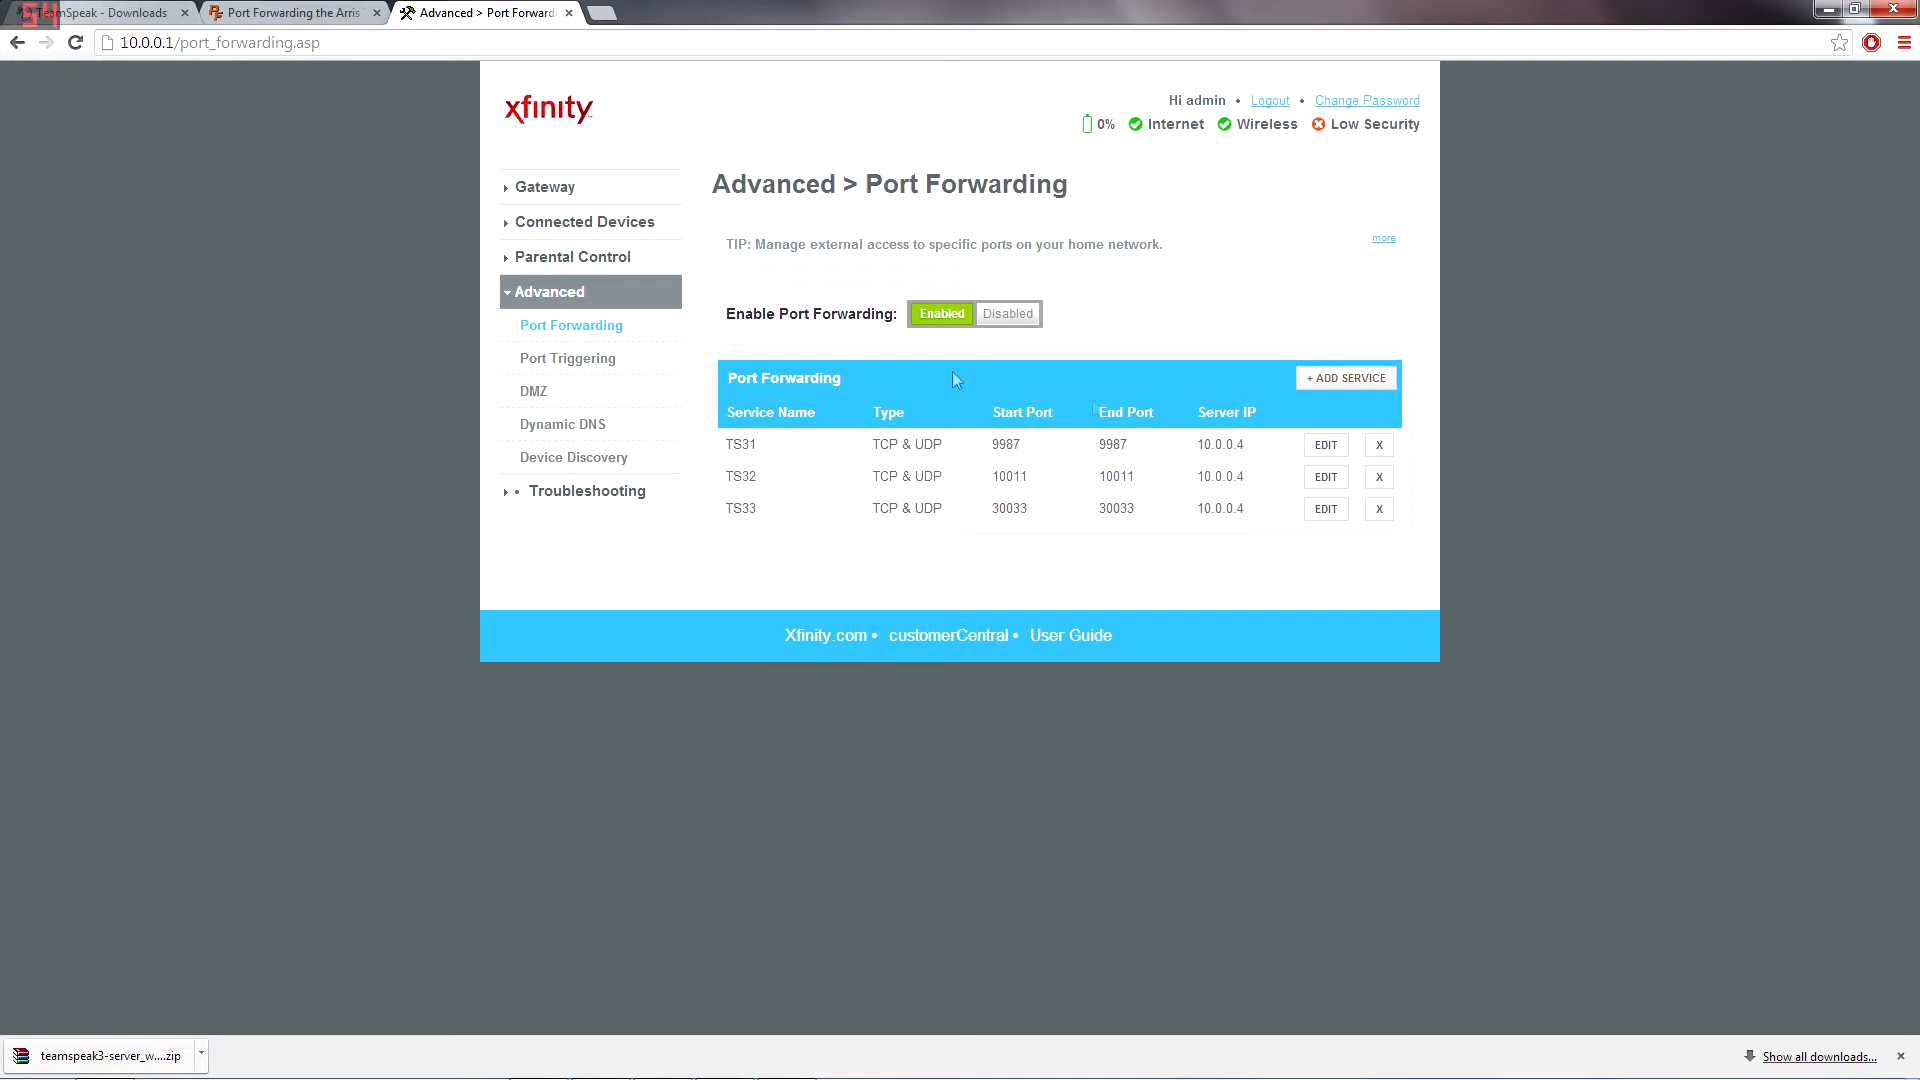 54
TeamSpeak - Downloads
Port Forwarding the Arris
Advanced > Port Forwardi
10.0.0.1/port_forwarding.asp
xfinity
Hi admin • Logout • Change Password
0% Internet Wireless Low Security
Gateway
Connected Devices
Parental Control
Advanced
Port Forwarding
Port Triggering
DMZ
Dynamic DNS
Device Discovery
• Troubleshooting
Advanced > Port Forwarding
TIP: Manage external access to specific ports on your home network.
more
Enable Port Forwarding: Enabled Disabled
Port Forwarding + ADD SERVICE
Service Name Type Start Port End Port Server IP
TS31 TCP & UDP 9987 9987 10.0.0.4 EDIT X
TS32 TCP & UDP 10011 10011 10.0.0.4 EDIT X
TS33 TCP & UDP 30033 30033 10.0.0.4 EDIT X
Xfinity.com • customerCentral • User Guide
teamspeak3-server_w....zip
Show all downloads...